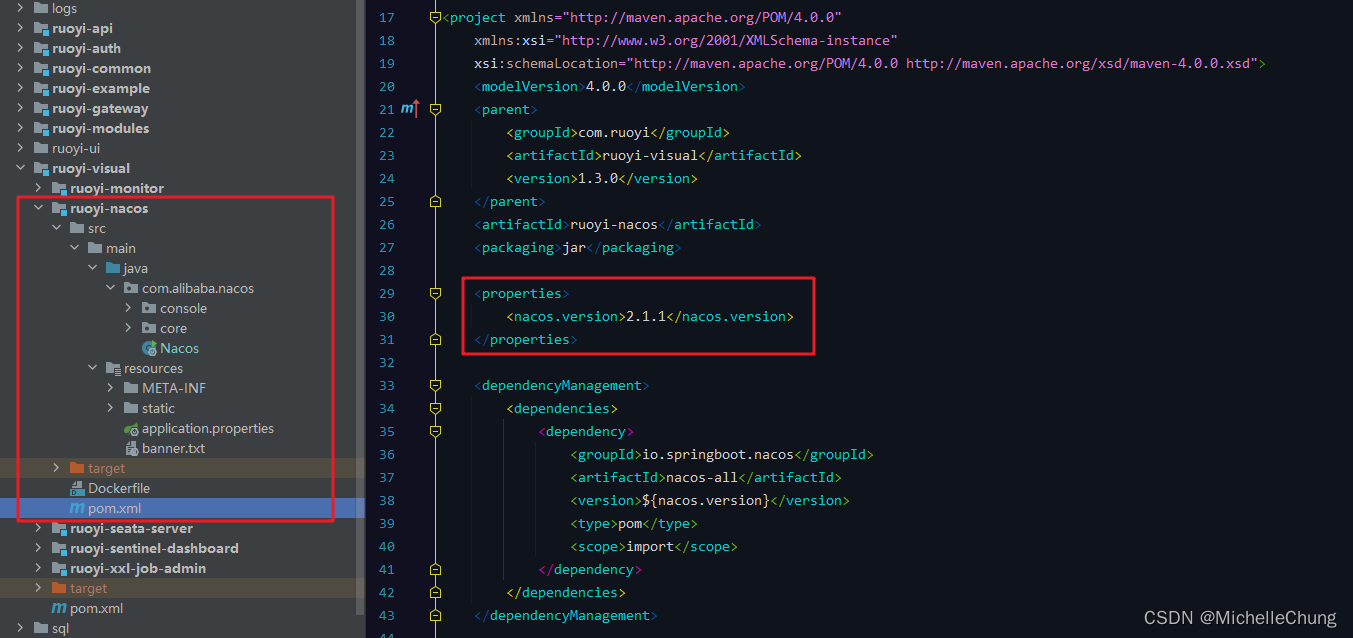 logs
ruoyi-api
ruoyi-auth
ruoyi-common
ruoyi-example
ruoyi-gateway
ruoyi-modules
ruoyi-ui
ruoyi-visual
ruoyi-monitor
ruoyi-nacos
src
main
java
com.alibaba.nacos
console
core
Nacos
resources
META-INF
static
application.properties
banner.txt
target
Dockerfile
pom.xml
ruoyi-seata-server
ruoyi-sentinel-dashboard
ruoyi-xxl-job-admin
target
pom.xml
sql
17 <project xmlns="http://maven.apache.org/POM/4.0.0"
18 xmlns:xsi="http://www.w3.org/2001/XMLSchema-instance"
19 xsi:schemaLocation="http://maven.apache.org/POM/4.0.0 http://maven.apache.org/xsd/maven-4.0.0.xsd">
20 <modelVersion>4.0.0</modelVersion>
21 <parent>
22 <groupId>com.ruoyi</groupId>
23 <artifactId>ruoyi-visual</artifactId>
24 <version>1.3.0</version>
25 </parent>
26 <artifactId>ruoyi-nacos</artifactId>
27 <packaging>jar</packaging>
28
29 <properties>
30 <nacos.version>2.1.1</nacos.version>
31 </properties>
32
33 <dependencyManagement>
34 <dependencies>
35 <dependency>
36 <groupId>io.springboot.nacos</groupId>
37 <artifactId>nacos-all</artifactId>
38 <version>${nacos.version}</version>
39 <type>pom</type>
40 <scope>import</scope>
41 </dependency>
42 </dependencies>
43 </dependencyManagement>
CSDN @MichelleChung